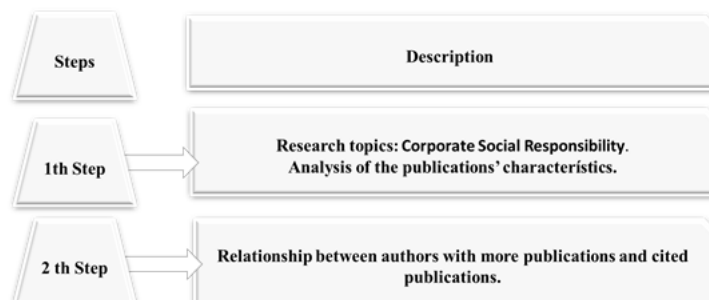 Steps
Description
1th Step
Research topics: Corporate Social Responsibility.
Analysis of the publications' characterístics.
2 th Step
Relationship between authors with more publications and cited
publications.